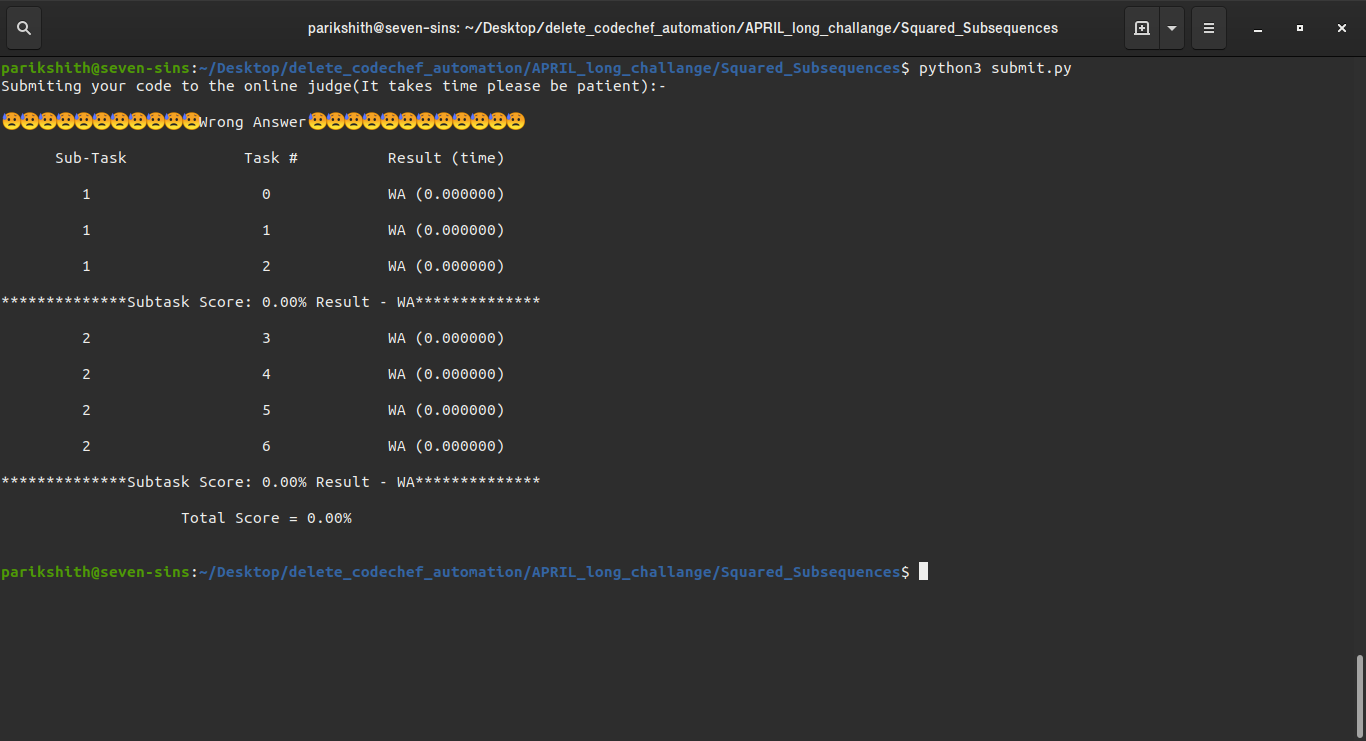 parikshith@seven-sins: ~/Desktop/delete_codechef_automation/APRIL_long_challange/Squared_Subsequences
parikshith@seven-sins:~/Desktop/delete_codechef_automation/APRIL_long_challange/Squared_Subsequences$ python3 submit.py
Submiting your code to the online judge(It takes time please be patient):-
Wrong Answer
Sub-Task Task # Result (time)
1 0 WA (0.000000)
1 1 WA (0.000000)
1 2 WA (0.000000)
**************Subtask Score: 0.00% Result - WA**************
2 3 WA (0.000000)
2 4 WA (0.000000)
2 5 WA (0.000000)
2 6 WA (0.000000)
**************Subtask Score: 0.00% Result - WA**************
Total Score = 0.00%
parikshith@seven-sins:~/Desktop/delete_codechef_automation/APRIL_long_challange/Squared_Subsequences$